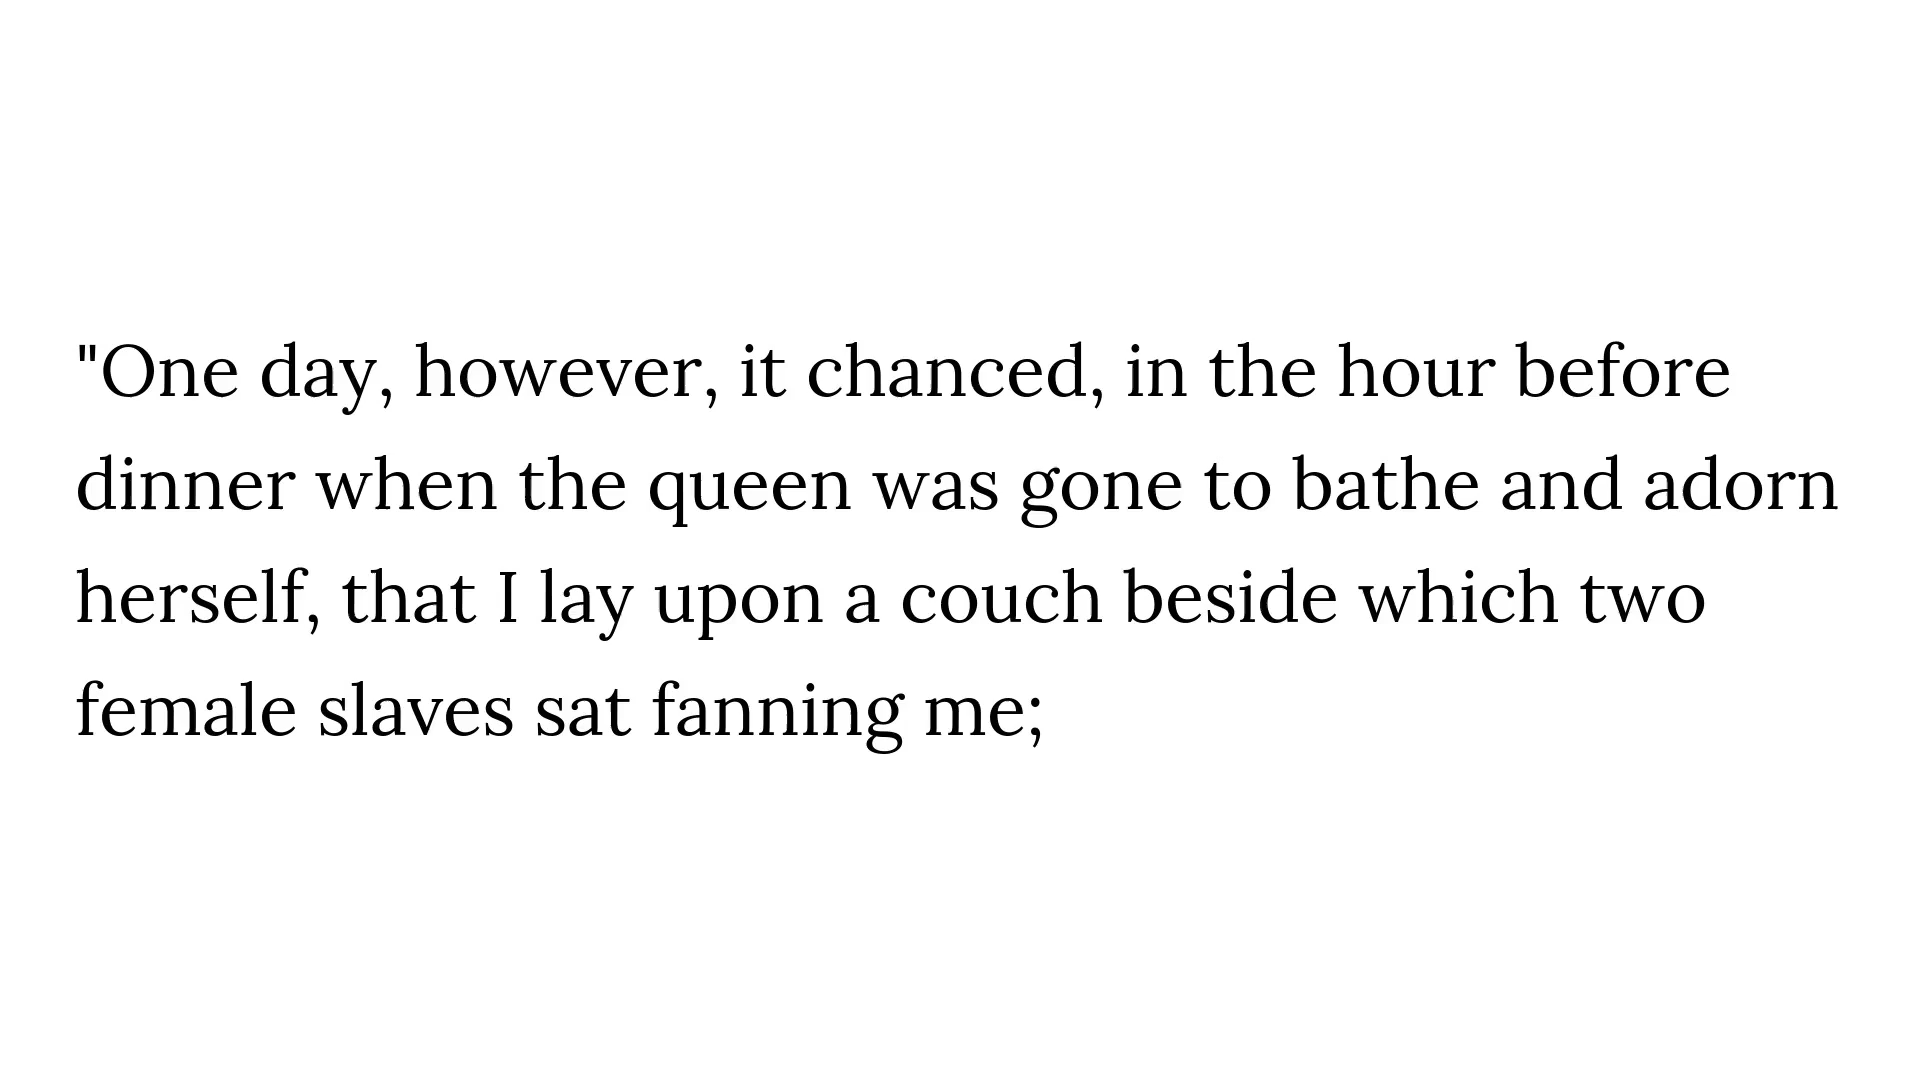 "One day, however, it chanced, in the hour before
dinner when the queen was gone to bathe and adorn
herself, that I lay upon a couch beside which two
female slaves sat fanning me;